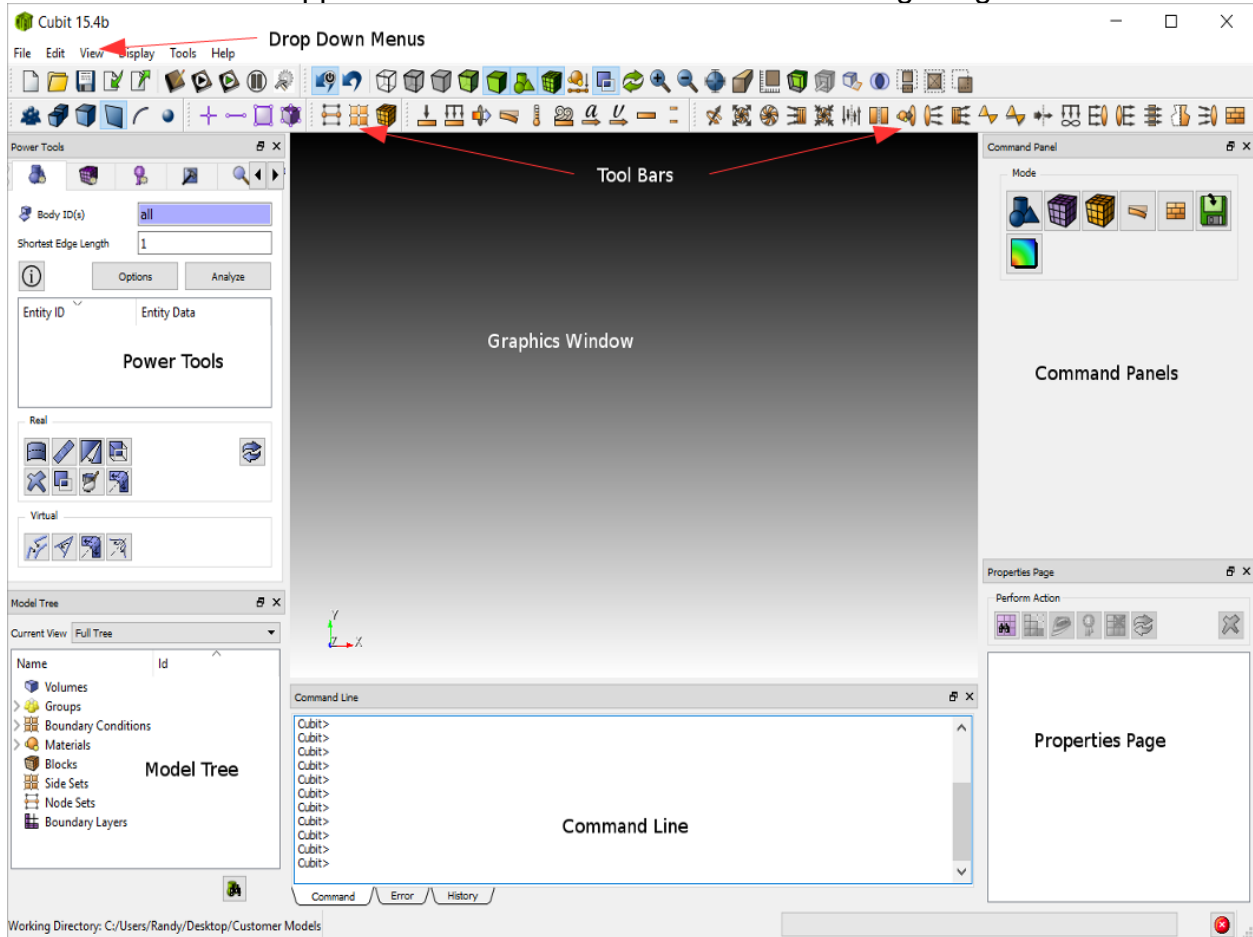 Cubit 15.4b
Drop Down Menus
File Edit View Display Tools Help
Power Tools
Command Panel
Tool Bars
Mode
Body ID(s) all
Shortest Edge Length 1
Options Analyze
Entity ID Entity Data
Power Tools
Graphics Window
Command Panels
Real
Virtual
Properties Page
Perform Action
Model Tree
Current View Full Tree
Y
Z X
Name Id
Volumes
Groups
Boundary Conditions
Materials
Blocks
Side Sets
Node Sets
Boundary Layers
Model Tree
Command Line
Cubit>
Cubit>
Cubit>
Cubit>
Cubit>
Cubit>
Cubit>
Cubit>
Cubit>
Cubit>
Cubit>
Command Line
Properties Page
Command Error History
Working Directory: C:/Users/Randy/Desktop/Customer Models